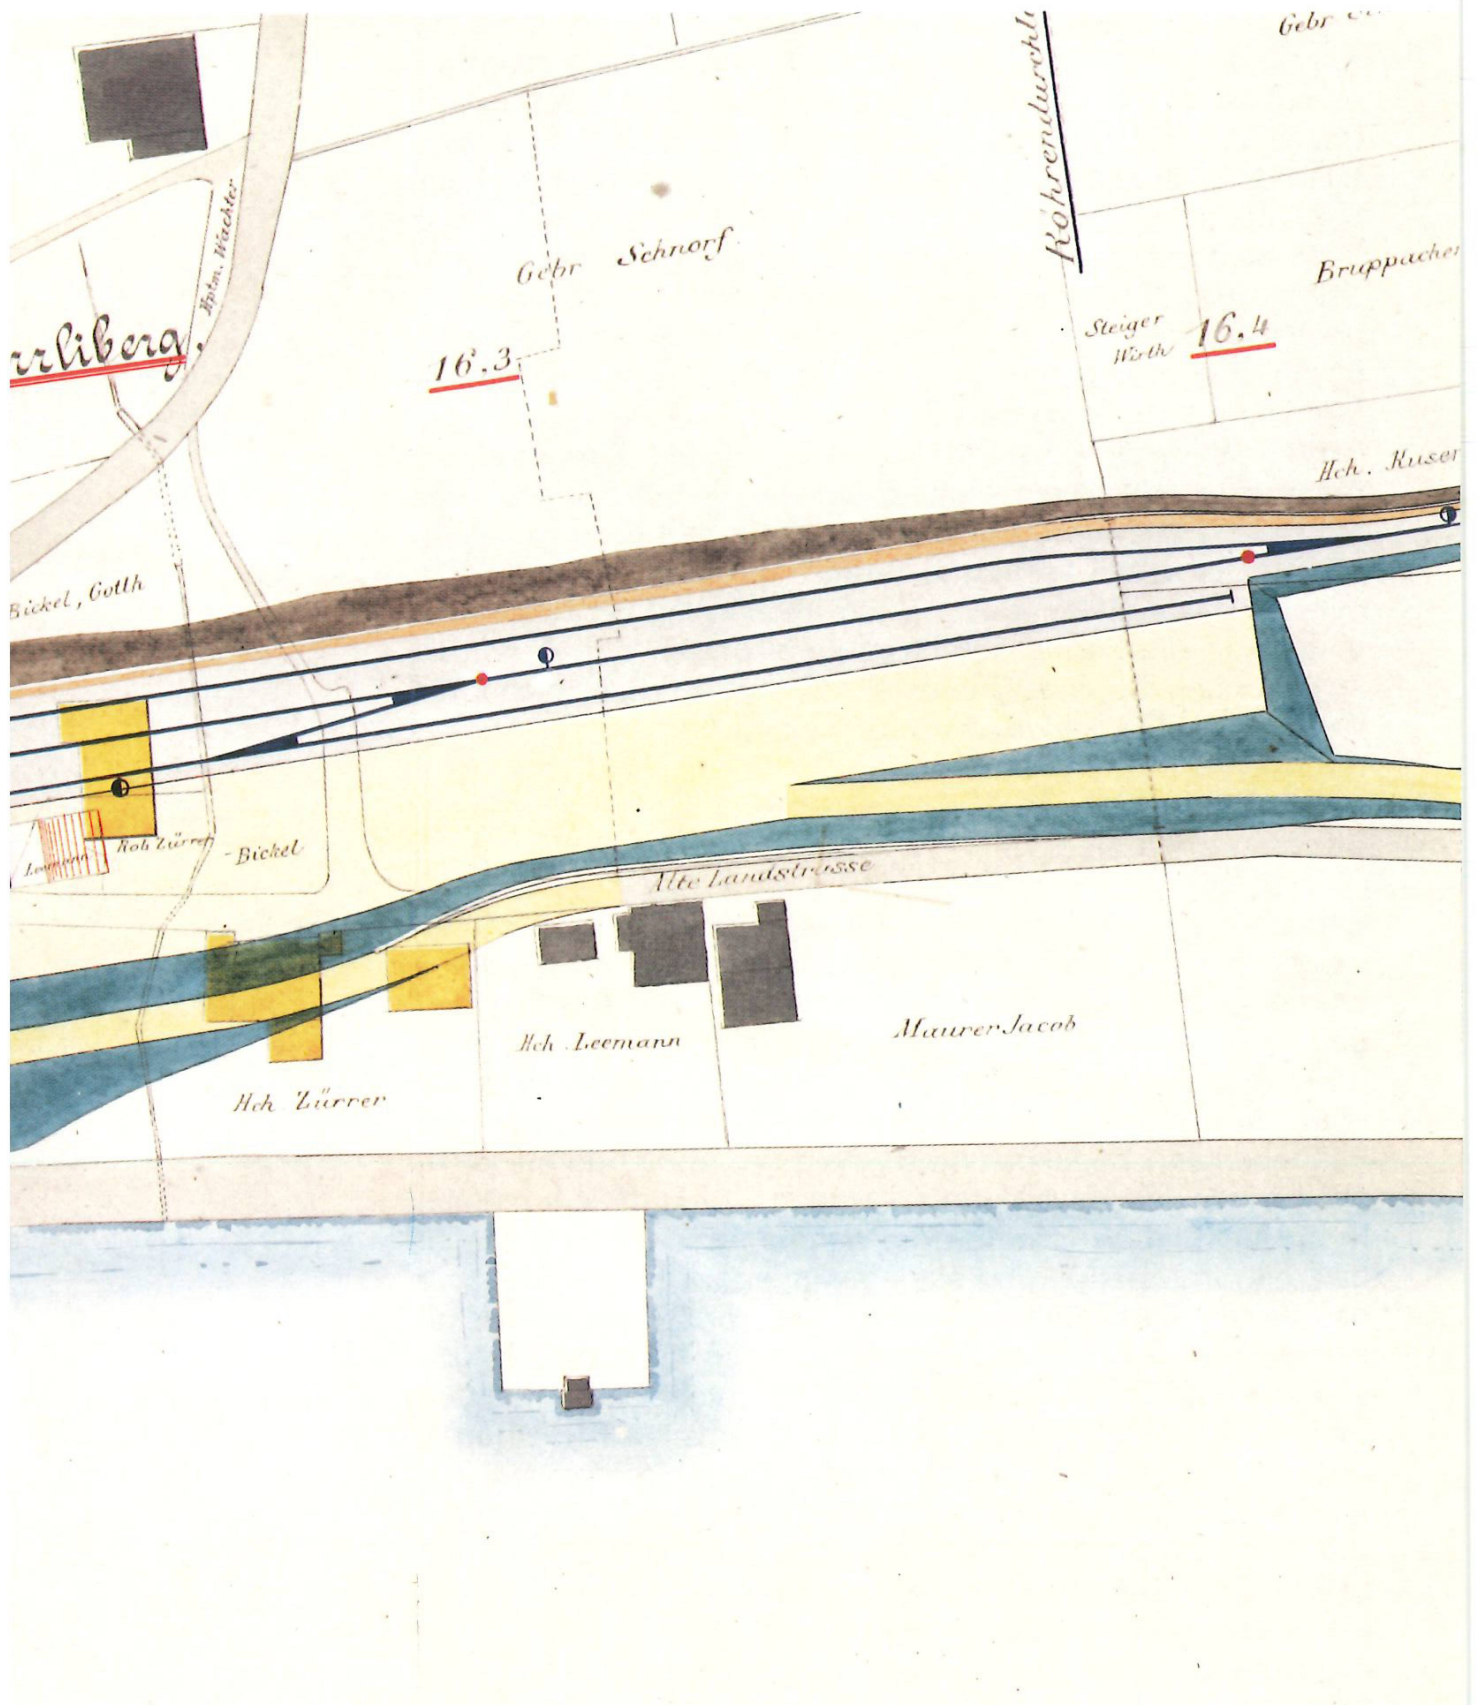 Gebr
Röhrendurchl
Hptm. Wachter
Gebr Schnorf
Bruppacher
rrliberg,
16.3
Steiger
Wirth
16.4
Hch. Kuser
Bickel, Gotth
Leemann
Rob Zürrer
Bickel
Alte Landstrasse
Hch. Leemann
Maurer Jacob
Hch Zürrer